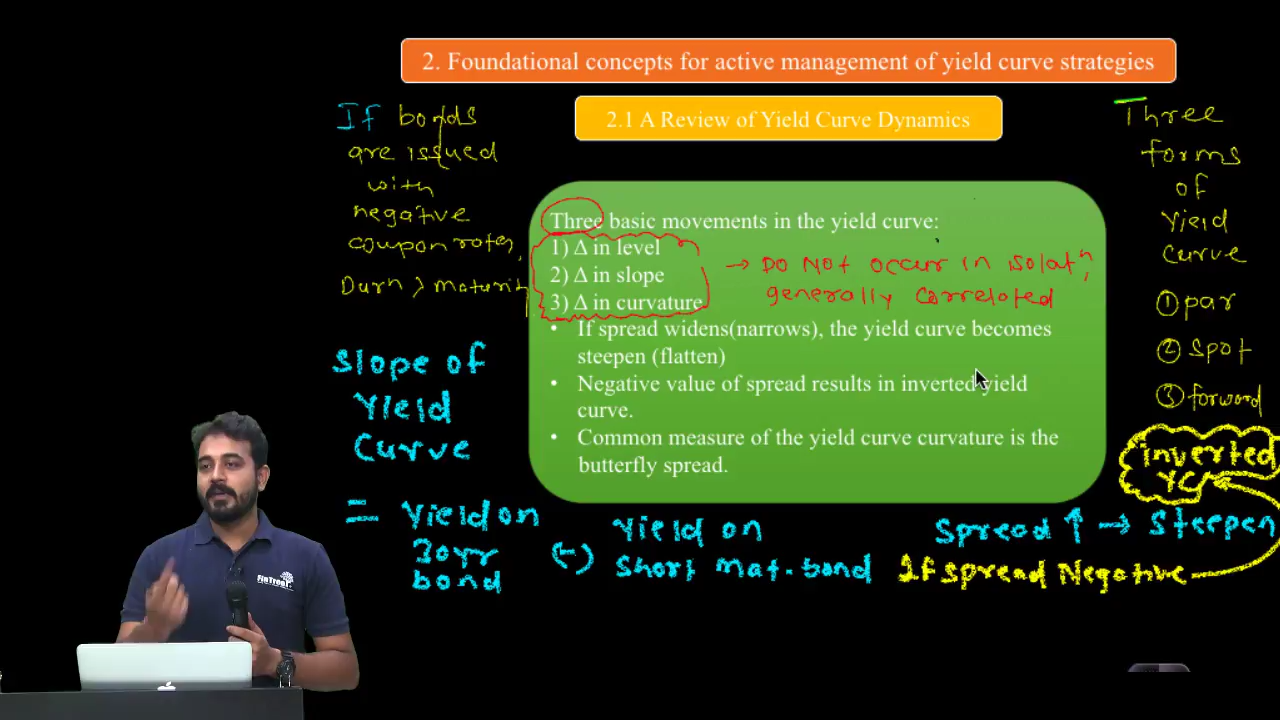 2. Foundational concepts for active management of yield curve strategies
2.1 A Review of Yield Curve Dynamics
If bonds
are issued
with
negative
coupon rates,
Durn > maturity
Three basic movements in the yield curve:
1) Δ in level
2) Δ in slope
3) Δ in curvature
→ Do NOT occur in isolatn,
generally correlated
• If spread widens(narrows), the yield curve becomes
steepen (flatten)
• Negative value of spread results in inverted yield
curve.
• Common measure of the yield curve curvature is the
butterfly spread.
Three
forms
of
Yield
curve
① par
② Spot
③ forward
inverted
YC
Slope of
Yield
Curve
= Yield on
30yr
bond
(-)
Yield on
Short mat. bond
Spread ↑ → Steepen
If spread Negative
FinTree